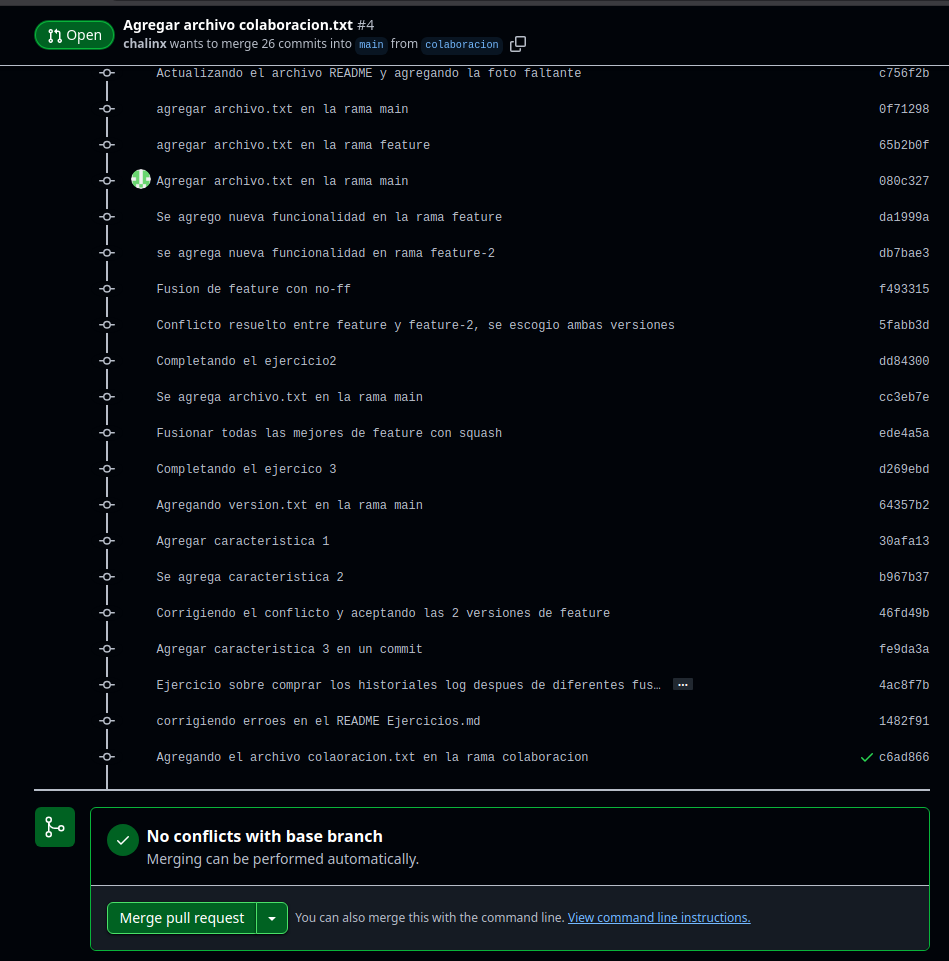 Open
Agregar archivo colaboracion.txt #4
chalinx wants to merge 26 commits into main from colaboracion
Actualizando el archivo README y agregando la foto faltante c756f2b
agregar archivo.txt en la rama main 0f71298
agregar archivo.txt en la rama feature 65b2b0f
Agregar archivo.txt en la rama main 080c327
Se agrego nueva funcionalidad en la rama feature da1999a
se agrega nueva funcionalidad en rama feature-2 db7bae3
Fusion de feature con no-ff f493315
Conflicto resuelto entre feature y feature-2, se escogio ambas versiones 5fabb3d
Completando el ejercicio2 dd84300
Se agrega archivo.txt en la rama main cc3eb7e
Fusionar todas las mejores de feature con squash ede4a5a
Completando el ejercico 3 d269ebd
Agregando version.txt en la rama main 64357b2
Agregar caracteristica 1 30afa13
Se agrega caracteristica 2 b967b37
Corrigiendo el conflicto y aceptando las 2 versiones de feature 46fd49b
Agregar caracteristica 3 en un commit fe9da3a
Ejercicio sobre comprar los historiales log despues de diferentes fus… ... 4ac8f7b
corrigiendo erroes en el README Ejercicios.md 1482f91
Agregando el archivo colaoracion.txt en la rama colaboracion c6ad866
No conflicts with base branch
Merging can be performed automatically.
Merge pull request You can also merge this with the command line. View command line instructions.